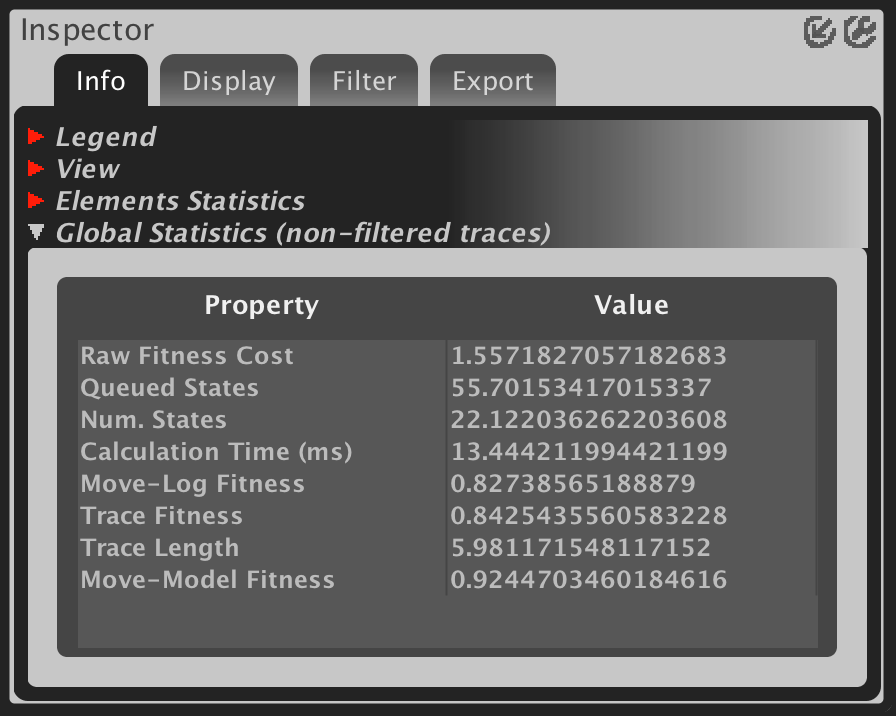 Inspector
Info Display Filter Export
Legend
View
Elements Statistics
Global Statistics (non-filtered traces)
Property Value
Raw Fitness Cost 1.5571827057182683
Queued States 55.70153417015337
Num. States 22.122036262203608
Calculation Time (ms) 13.444211994421199
Move-Log Fitness 0.82738565188879
Trace Fitness 0.8425435560583228
Trace Length 5.981171548117152
Move-Model Fitness 0.9244703460184616